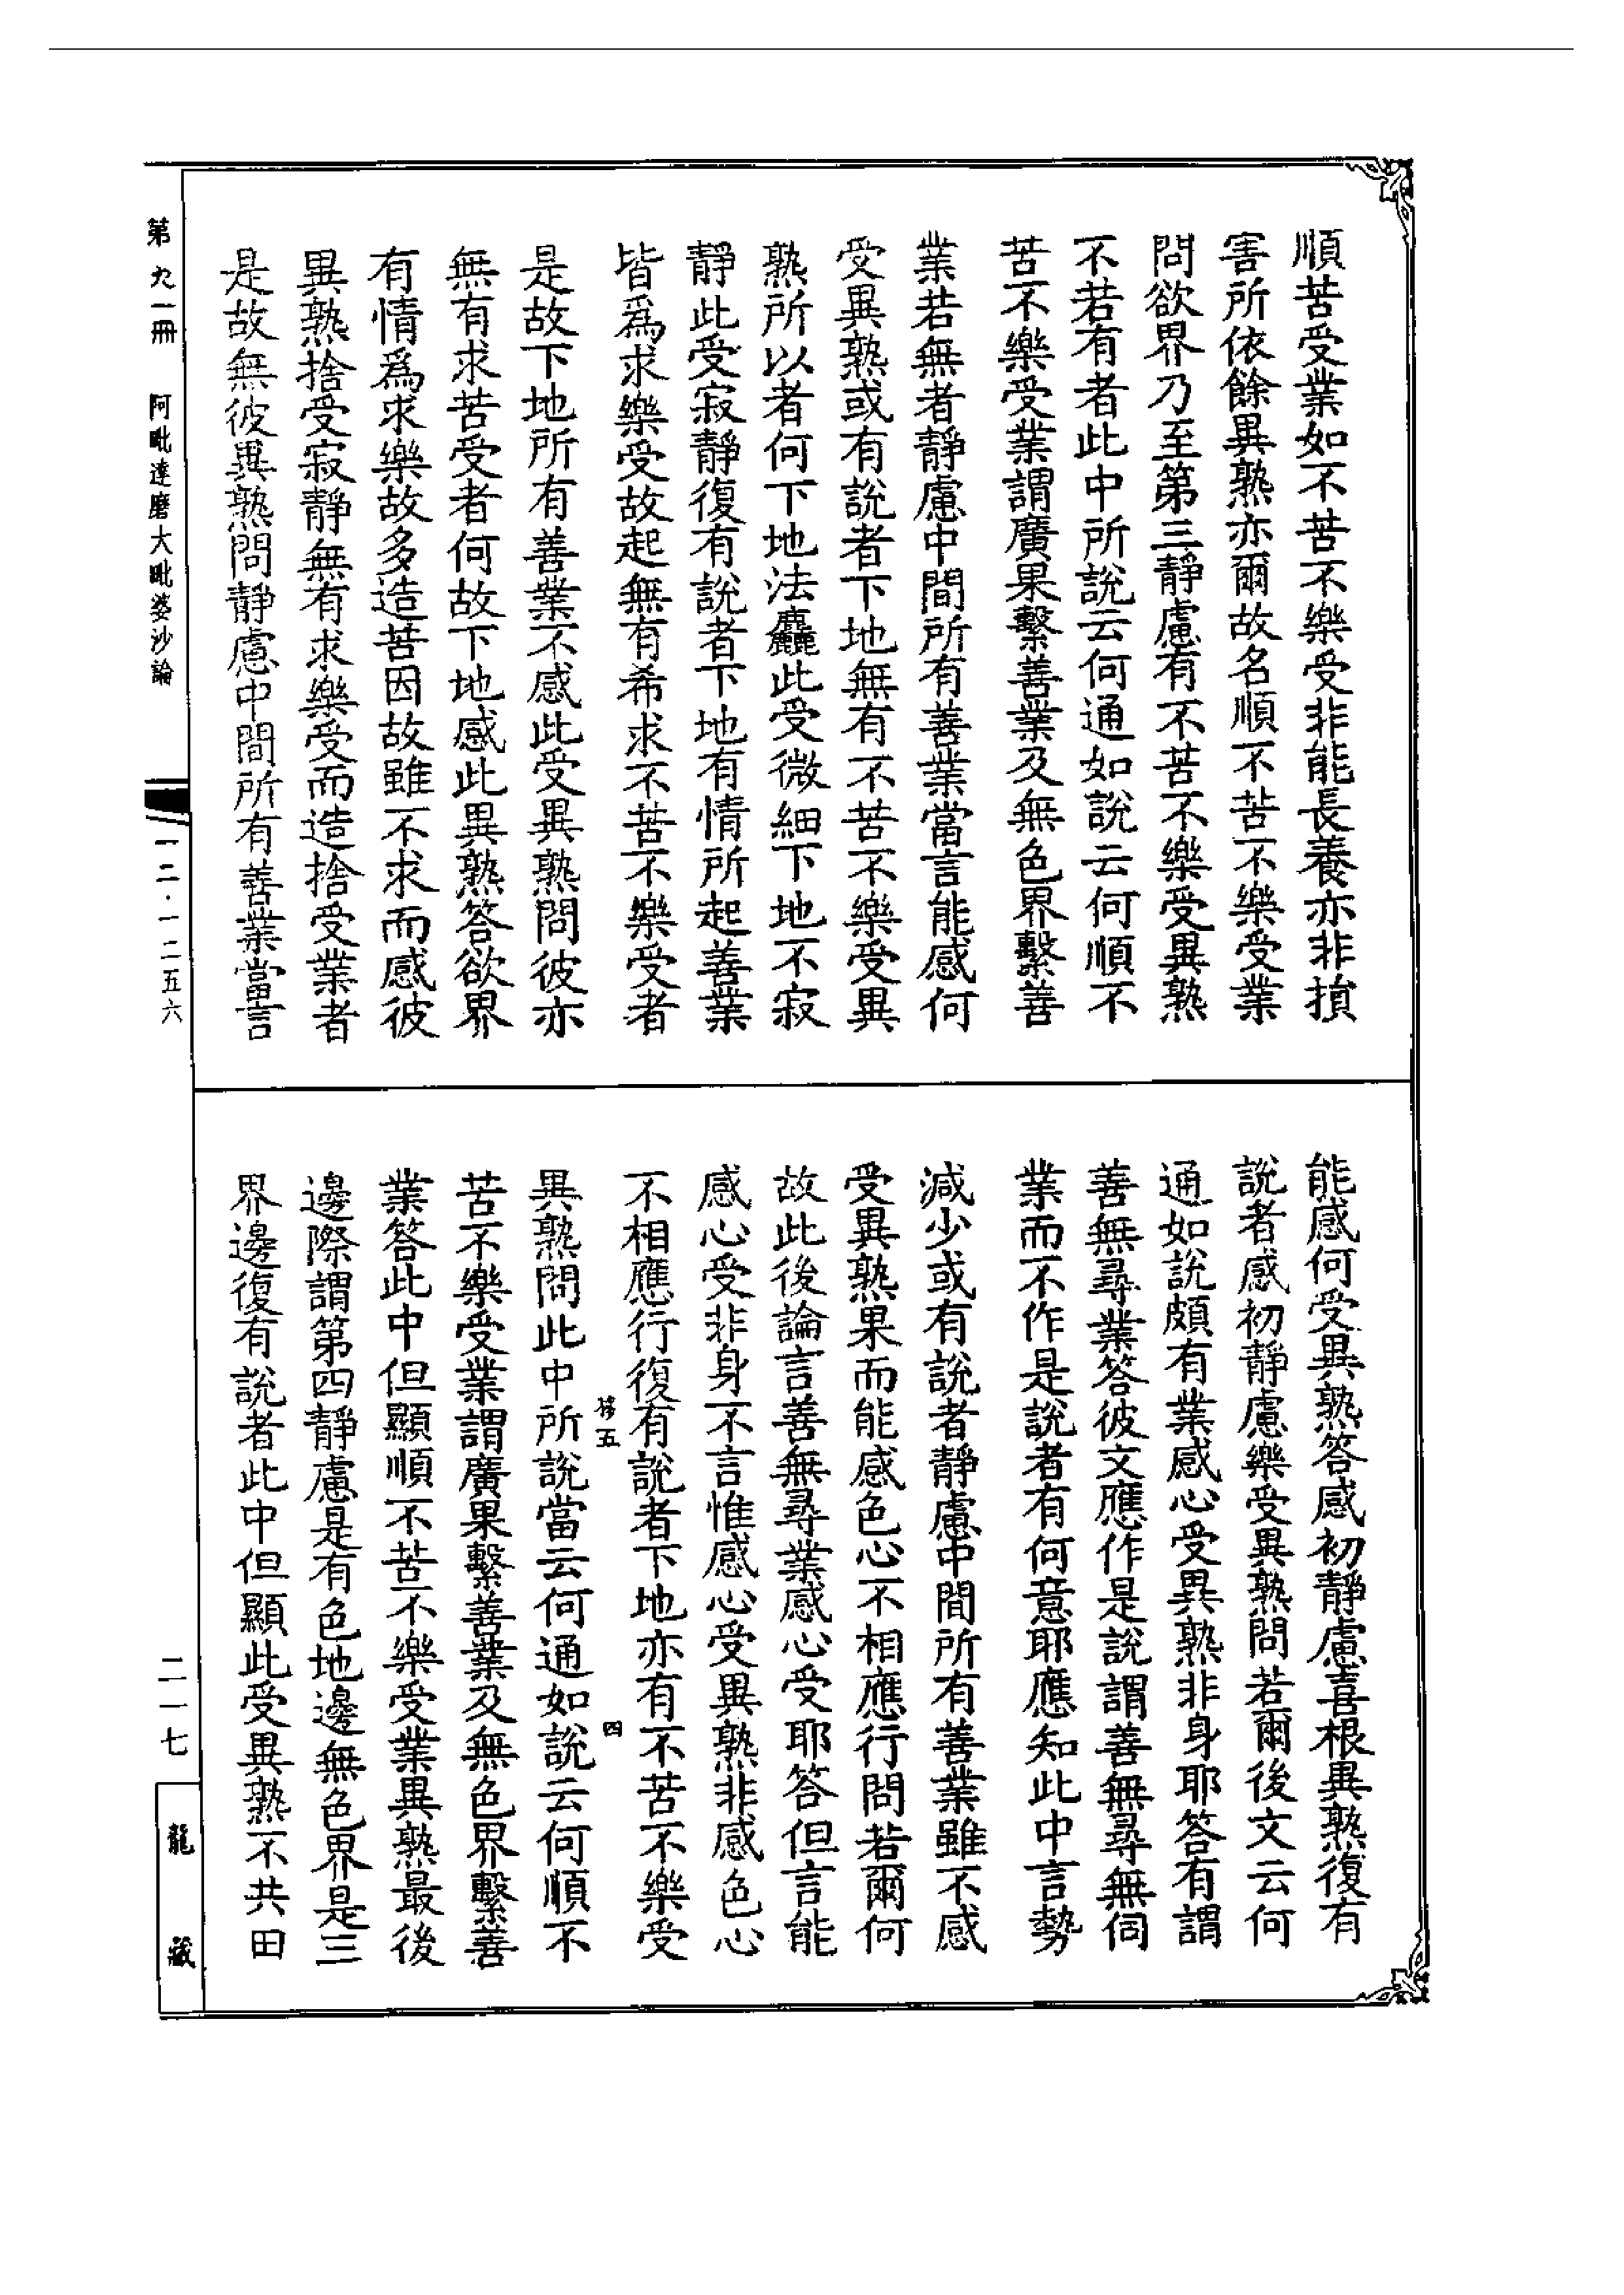 順苦受業如不苦不樂受非能長養亦非損
害所依餘異熟亦爾故名順不苦不樂受業
問欲界乃至第三靜慮有不苦不樂受異熟
不若有者此中所說云何通如說云何順不
苦不樂受業謂廣果繫善業及無色界繫善
業若無者靜慮中間所有善業當言能感何
受異熟或有說者下地無有不苦不樂受異
熟所以者何下地法麤此受微細下地不寂
靜此受寂靜復有說者下地有情所起善業
皆爲求樂受故起無有希求不苦不樂受者
是故下地所有善業不感此受異熟問彼亦
無有求苦受者何故下地感此異熟答欲界
有情爲求樂故多造苦因故雖不求而感彼
異熟捨受寂靜無有求樂受而造捨受業者
是故無彼異熟問靜慮中間所有善業當言
第九一冊 阿毗達磨大毗婆沙論
一二·一二五六
能感何受異熟答感初靜慮喜根異熟復有
說者感初靜慮樂受異熟問若爾後文云何
通如說頗有業感心受異熟非身耶答有謂
善無尋業答彼文應作是說謂善無尋無伺
業而不作是說者有何意耶應知此中言勢
減少或有說者靜慮中間所有善業雖不感
受異熟果而能感色心不相應行問若爾何
故此後論言善無尋業感心受耶答但言能
感心受非身不言惟感心受異熟非感色心
不相應行復有說者下地亦有不苦不樂受
五 四
異熟問此中所說當云何通如說云何順不
苦不樂受業謂廣果繫善業及無色界繫善
業答此中但顯順不苦不樂受業異熟最後
邊際謂第四靜慮是有色地邊無色界是三
界邊復有說者此中但顯此受異熟不共田
二一七
龍藏